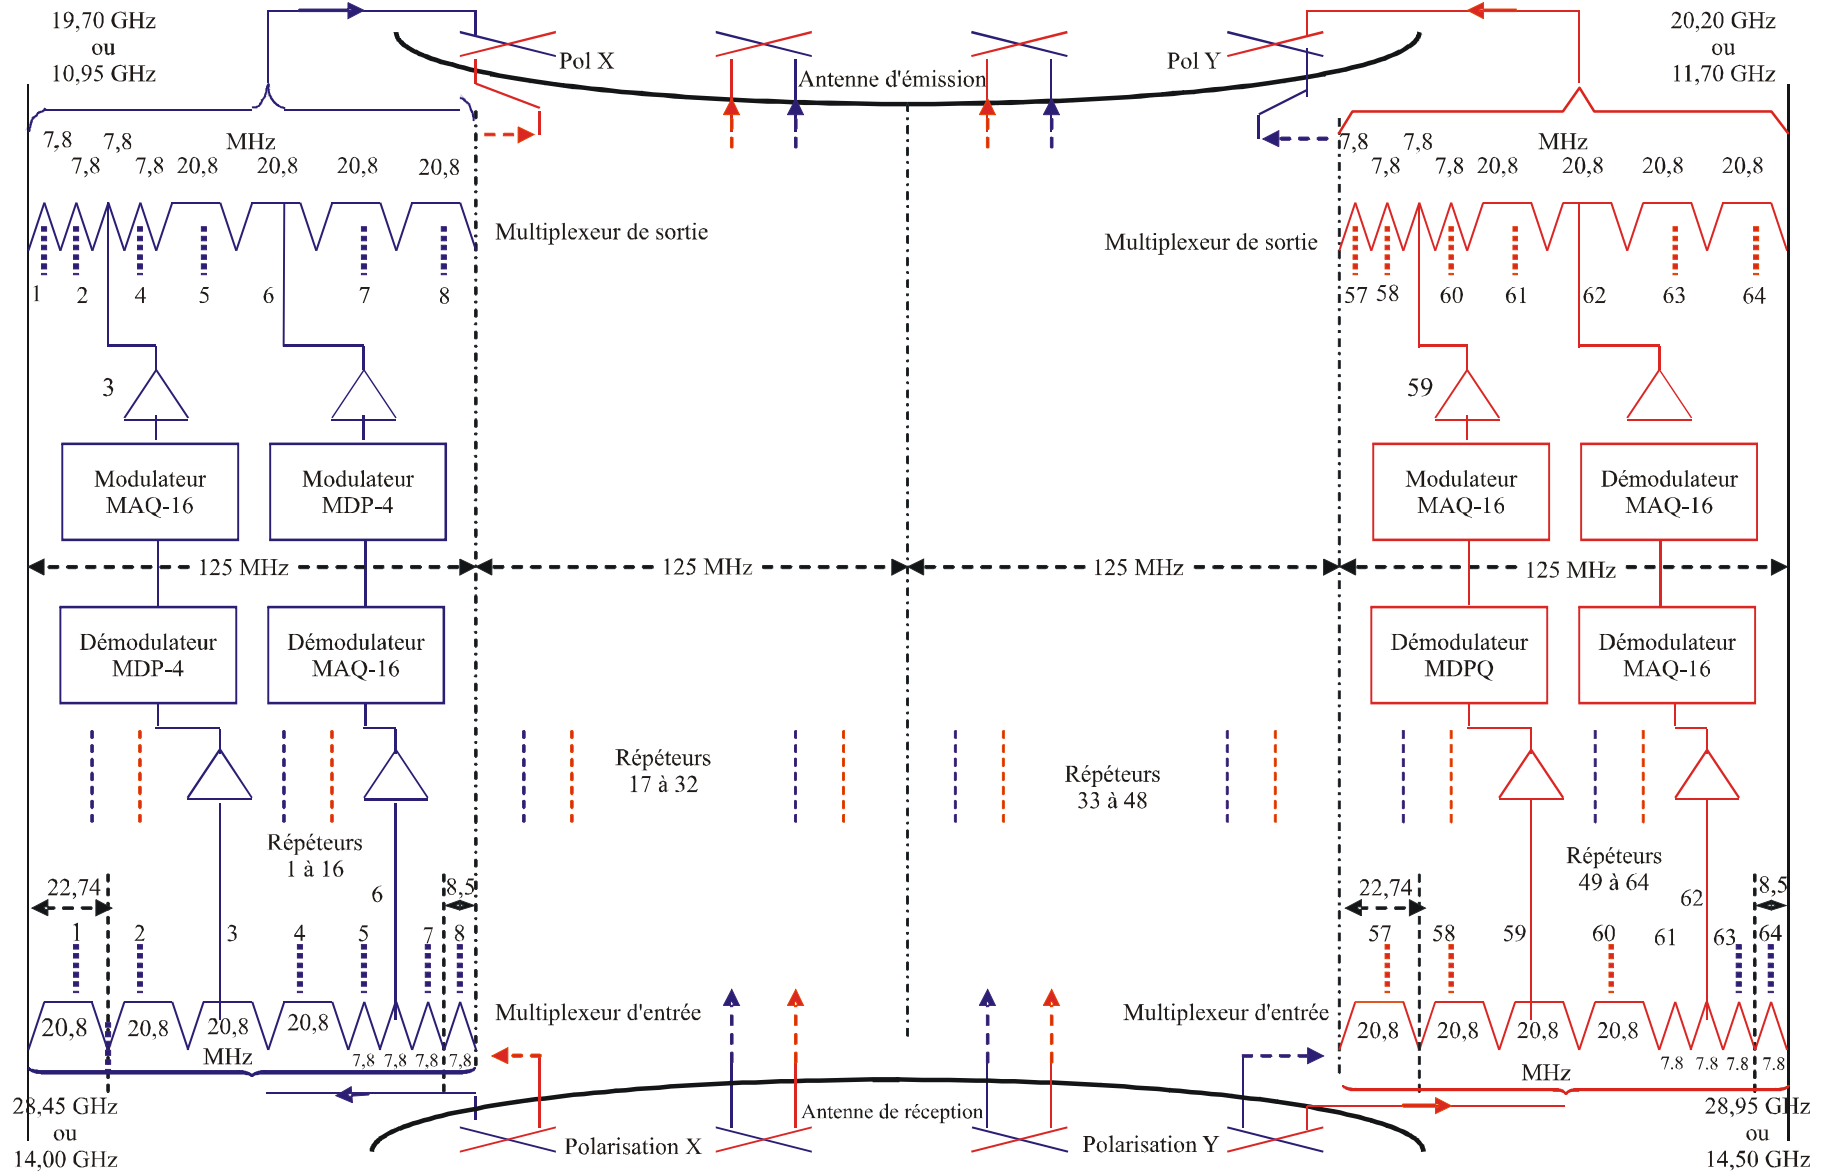 19,70 GHz
ou
10,95 GHz
Pol X
Antenne d'émission
Pol Y
20,20 GHz
ou
11,70 GHz
7,8
7,8
7,8
7,8
MHz
20,8
20,8
20,8
20,8
7,8
7,8
7,8
7,8
MHz
20,8
20,8
20,8
20,8
Multiplexeur de sortie
Multiplexeur de sortie
1
2
4
5
6
7
8
57
58
60
61
62
63
64
3
59
Modulateur
MAQ-16
Modulateur
MDP-4
Modulateur
MAQ-16
Démodulateur
MAQ-16
125 MHz
125 MHz
125 MHz
125 MHz
Démodulateur
MDP-4
Démodulateur
MAQ-16
Démodulateur
MDPQ
Démodulateur
MAQ-16
Répéteurs
17 à 32
Répéteurs
33 à 48
Répéteurs
1 à 16
Répéteurs
49 à 64
22,74
6
8,5
22,74
62
8,5
1
2
3
4
5
7
8
57
58
59
60
61
63
64
Multiplexeur d'entrée
Multiplexeur d'entrée
20,8
20,8
20,8
20,8
MHz
7,8
7,8
7,8
7,8
20,8
20,8
20,8
20,8
MHz
7.8
7.8
7.8
7.8
28,45 GHz
ou
14,00 GHz
Polarisation X
Antenne de réception
Polarisation Y
28,95 GHz
ou
14,50 GHz